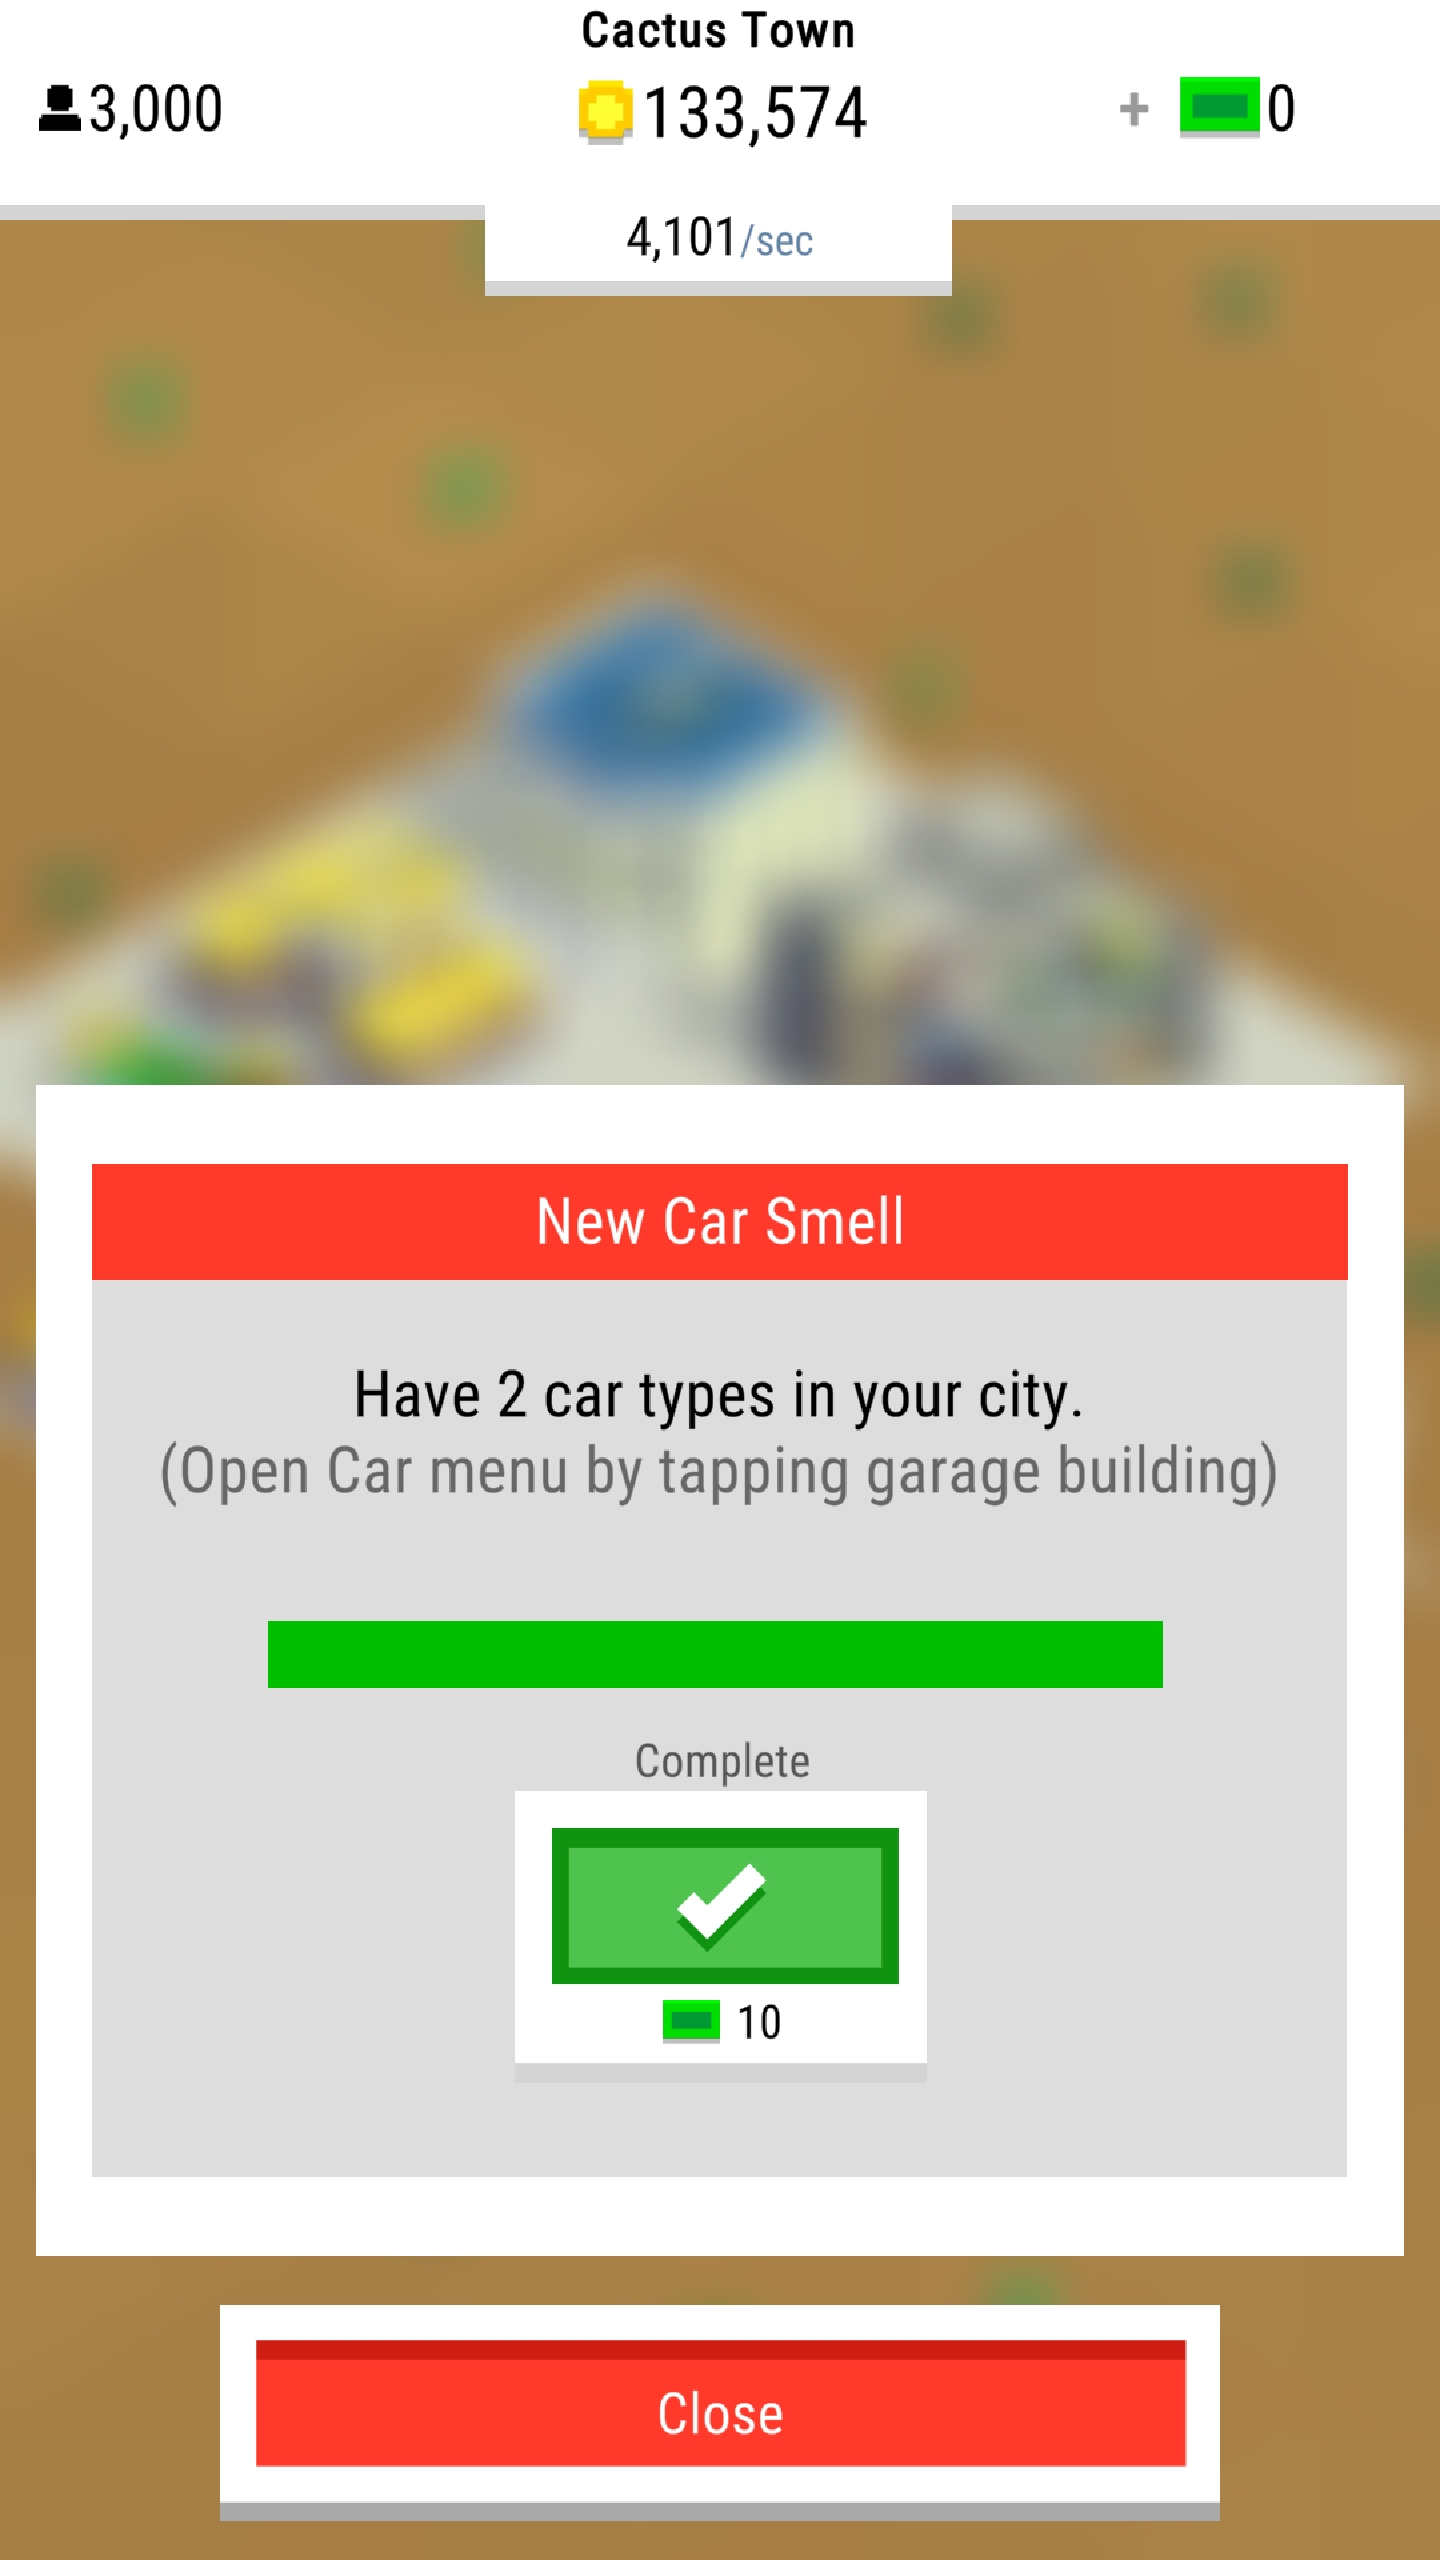 Cactus Town
3,000
133,574
+ 0
4,101/sec
New Car Smell
Have 2 car types in your city.
(Open Car menu by tapping garage building)
Complete
10
Close